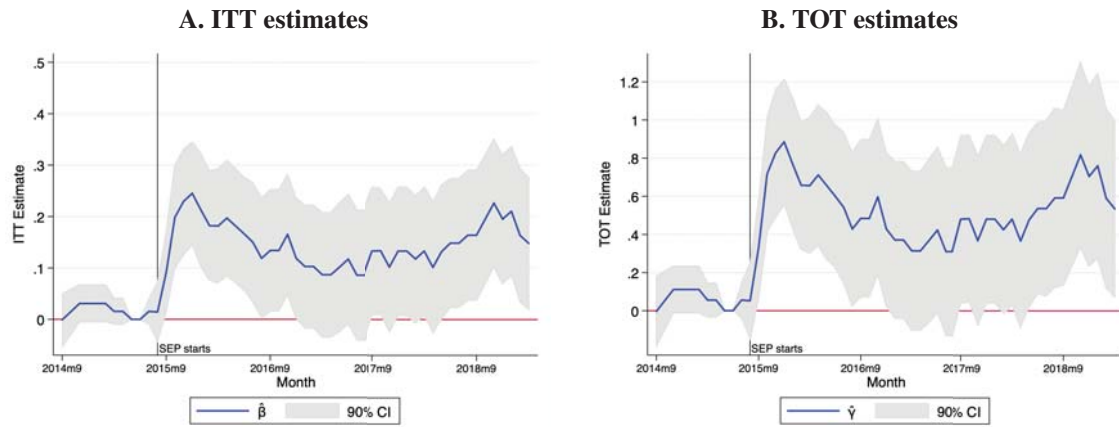 A. ITT estimates
ITT Estimate
.5
.4
.3
.2
.1
0
SEP starts
2014m9 2015m9 2016m9 2017m9 2018m9
Month
β̂ 90% CI
B. TOT estimates
TOT Estimate
1.2
1
.8
.6
.4
.2
0
SEP starts
2014m9 2015m9 2016m9 2017m9 2018m9
Month
γ̂ 90% CI